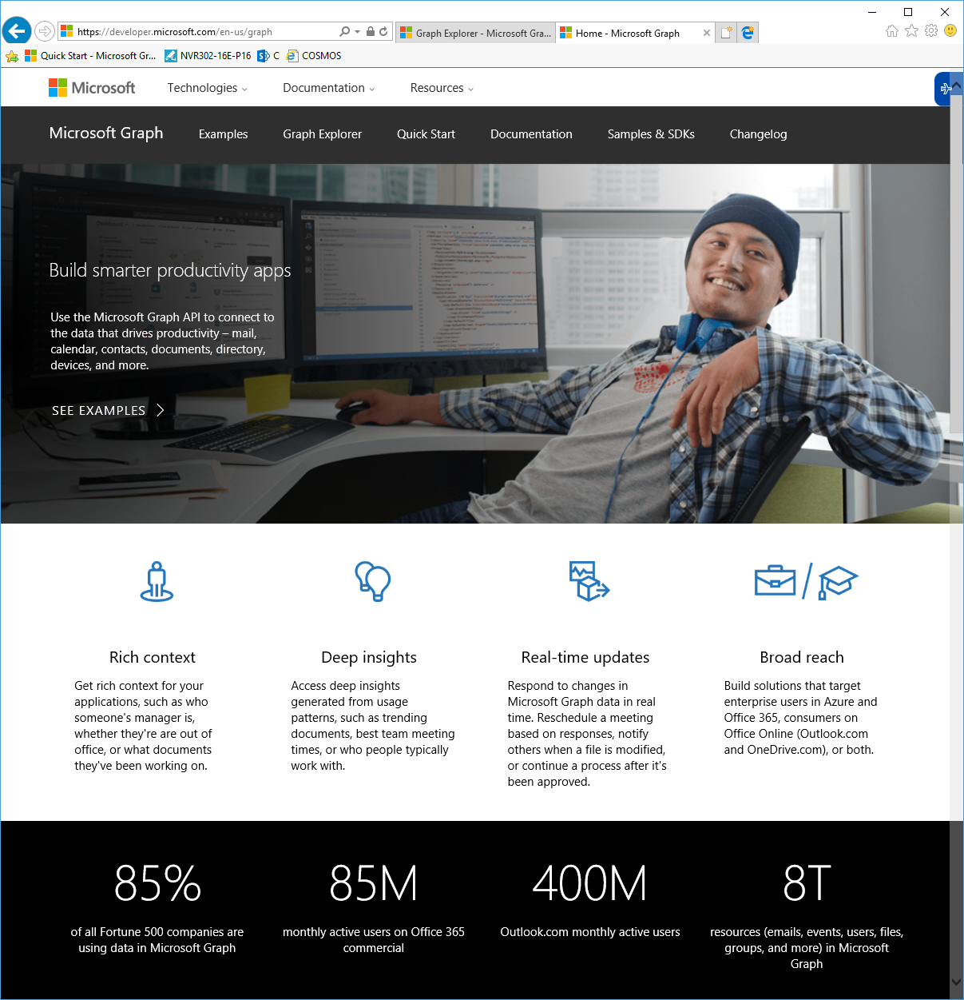 https://developer.microsoft.com/en-us/graph
Graph Explorer - Microsoft Gra...
Home - Microsoft Graph
Quick Start - Microsoft Gr...
NVR302-16E-P16
C
COSMOS
Microsoft
Technologies
Documentation
Resources
Microsoft Graph
Examples
Graph Explorer
Quick Start
Documentation
Samples & SDKs
Changelog
Build smarter productivity apps
Use the Microsoft Graph API to connect to
the data that drives productivity – mail,
calendar, contacts, documents, directory,
devices, and more.
SEE EXAMPLES
Rich context
Get rich context for your
applications, such as who
someone's manager is,
whether they're are out of
office, or what documents
they've been working on.
Deep insights
Access deep insights
generated from usage
patterns, such as trending
documents, best team meeting
times, or who people typically
work with.
Real-time updates
Respond to changes in
Microsoft Graph data in real
time. Reschedule a meeting
based on responses, notify
others when a file is modified,
or continue a process after it's
been approved.
Broad reach
Build solutions that target
enterprise users in Azure and
Office 365, consumers on
Office Online (Outlook.com
and OneDrive.com), or both.
85%
of all Fortune 500 companies are
using data in Microsoft Graph
85M
monthly active users on Office 365
commercial
400M
Outlook.com monthly active users
8T
resources (emails, events, users, files,
groups, and more) in Microsoft
Graph